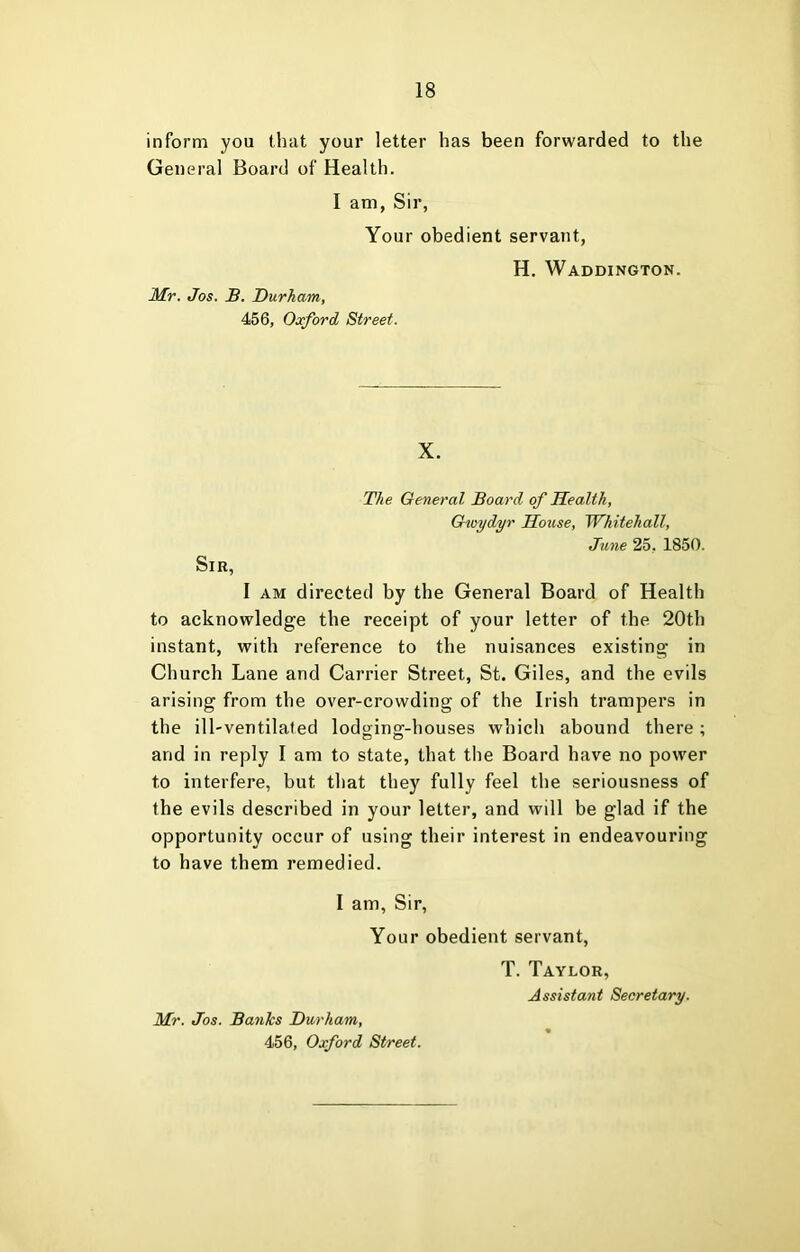 18
inform you that your letter has been forwarded to the
General Board of Health.
I am, Sir,
Your obedient servant,
H. Waddington.
Mr. Jos. B. Durham,
456, Oxford Street.
X.
The General Board of Health,
Gwydyr House, Whitehall,
June 25. 1850.
Sir,
I am directed by the General Board of Health
to acknowledge the receipt of your letter of the 20th
instant, with reference to the nuisances existing in
Church Lane and Carrier Street, St. Giles, and the evils
arising from the over-crowding of the Irish trampers in
the ill-ventilated lodging-houses which abound there;
and in reply I am to state, that the Board have no power
to interfere, but that they fully feel the seriousness of
the evils described in your letter, and will be glad if the
opportunity occur of using their interest in endeavouring
to have them remedied.
I am, Sir,
Your obedient servant,
T. Taylor,
Assistant Secretary.
Mr. Jos. Banks Durham,
456, Oxford Street.